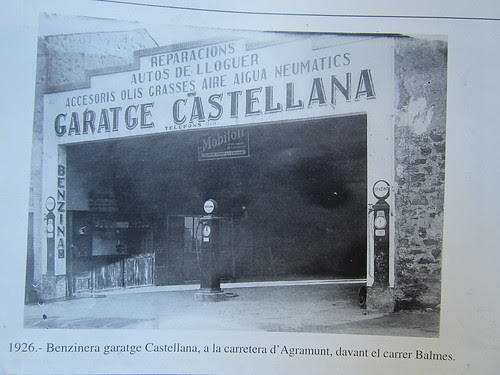 REPARACIONS
AUTOS DE LLOGUER
ACCESORIS OLIS GRASSES AIRE AIGUA NEUMATICS
GARATGE CASTELLANA
TELEFONS
Mobiloil
BENZINA
1926.- Benzinera garatge Castellana, a la carretera d'Agramunt, davant el carrer Balmes.